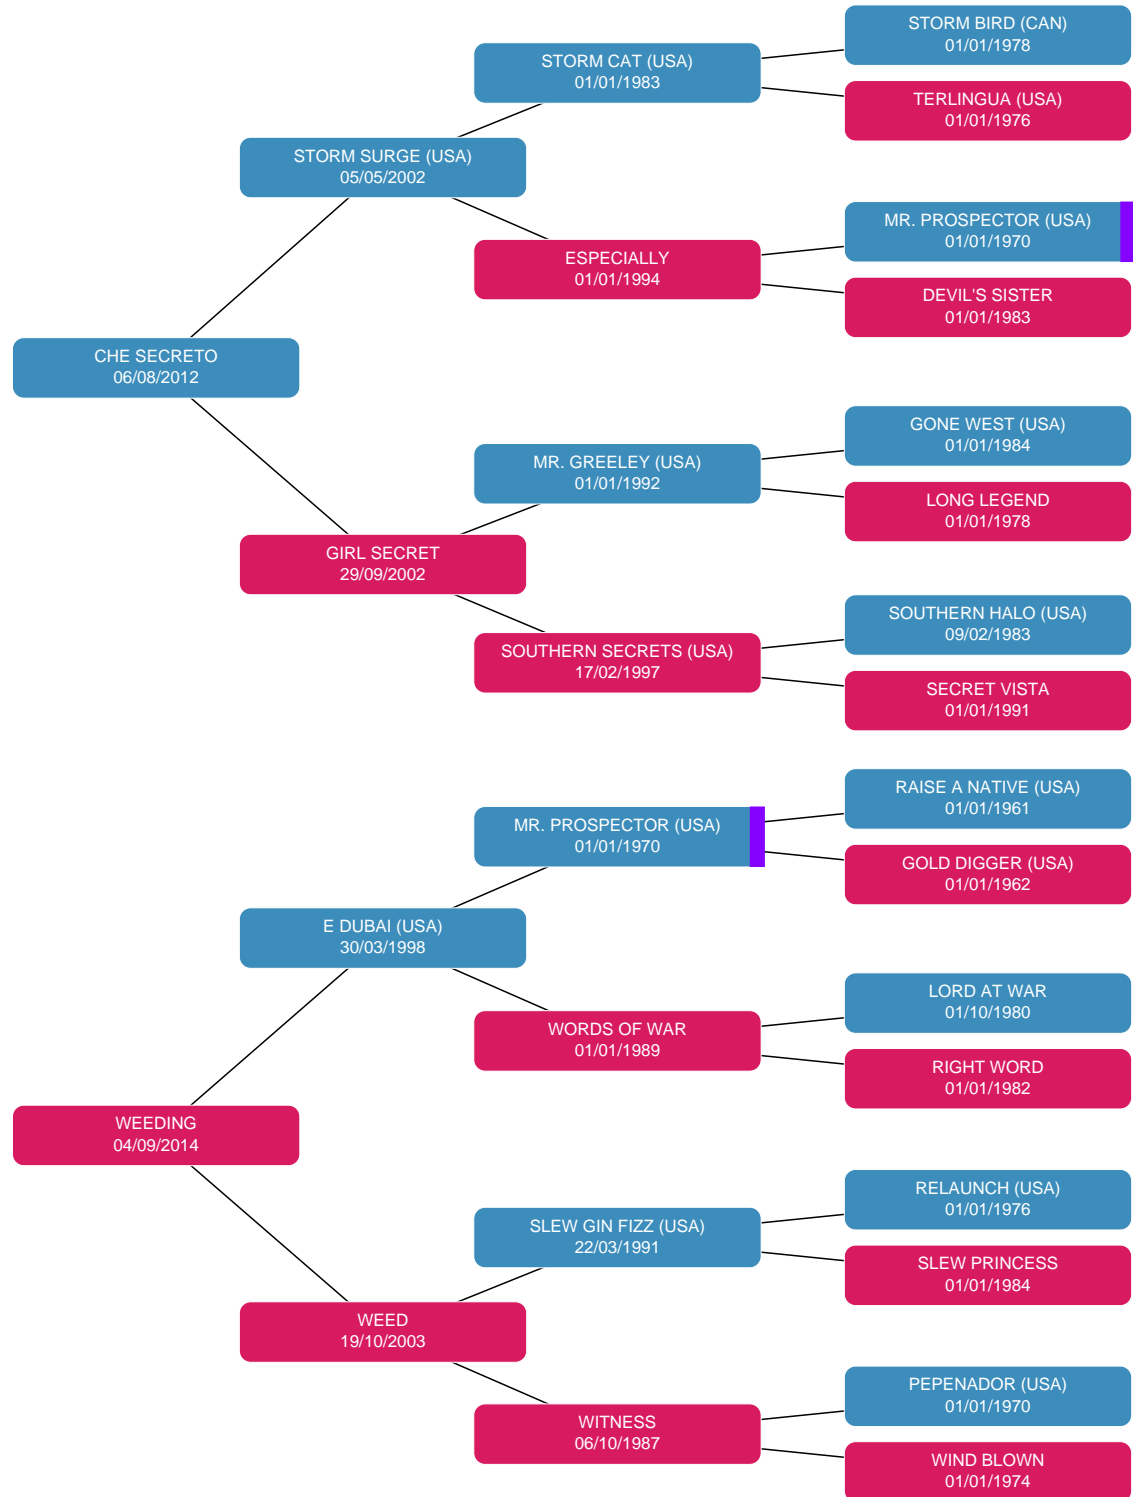 STORM BIRD (CAN)
01/01/1978
STORM CAT (USA)
01/01/1983
TERLINGUA (USA)
01/01/1976
STORM SURGE (USA)
05/05/2002
MR. PROSPECTOR (USA)
01/01/1970
ESPECIALLY
01/01/1994
DEVIL'S SISTER
01/01/1983
CHE SECRETO
06/08/2012
GONE WEST (USA)
01/01/1984
MR. GREELEY (USA)
01/01/1992
LONG LEGEND
01/01/1978
GIRL SECRET
29/09/2002
SOUTHERN HALO (USA)
09/02/1983
SOUTHERN SECRETS (USA)
17/02/1997
SECRET VISTA
01/01/1991
RAISE A NATIVE (USA)
01/01/1961
MR. PROSPECTOR (USA)
01/01/1970
GOLD DIGGER (USA)
01/01/1962
E DUBAI (USA)
30/03/1998
LORD AT WAR
01/10/1980
WORDS OF WAR
01/01/1989
RIGHT WORD
01/01/1982
WEEDING
04/09/2014
RELAUNCH (USA)
01/01/1976
SLEW GIN FIZZ (USA)
22/03/1991
SLEW PRINCESS
01/01/1984
WEED
19/10/2003
PEPENADOR (USA)
01/01/1970
WITNESS
06/10/1987
WIND BLOWN
01/01/1974